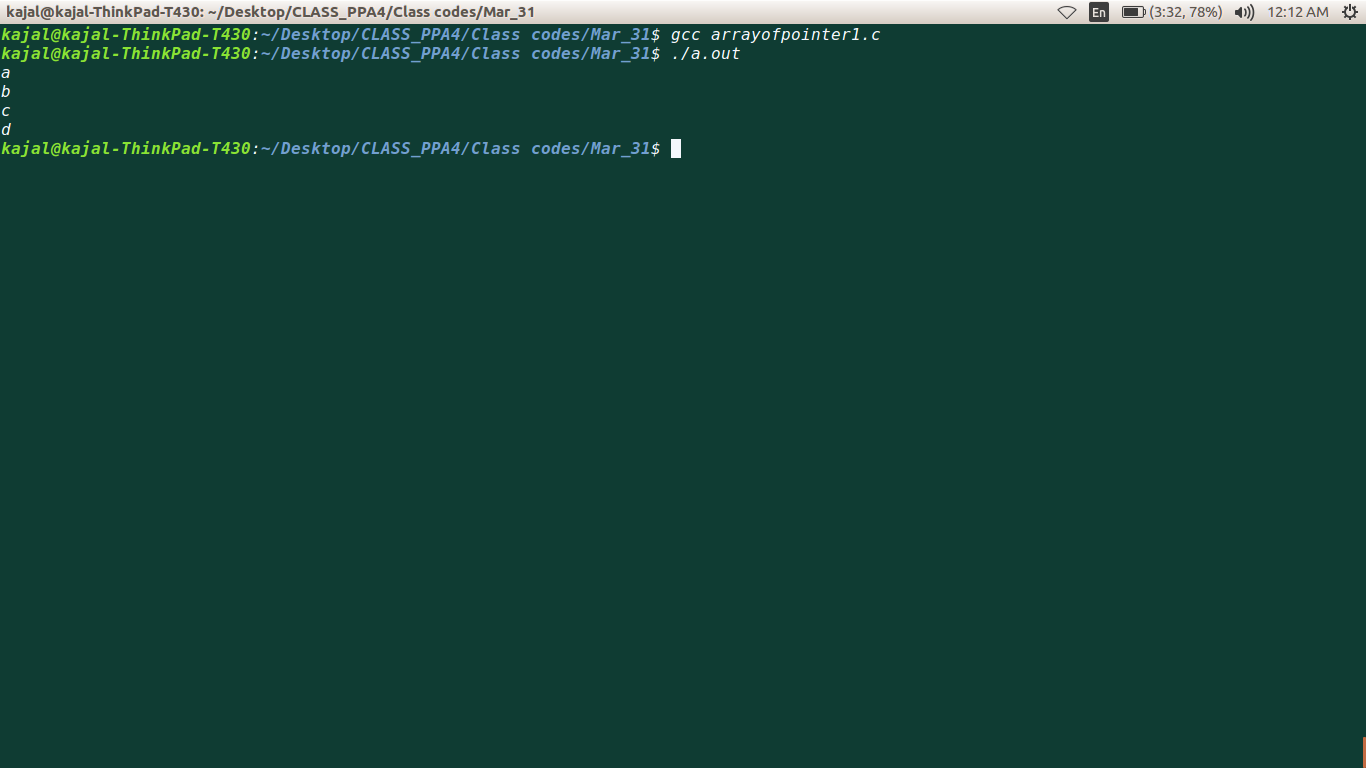 kajal@kajal-ThinkPad-T430: ~/Desktop/CLASS_PPA4/Class codes/Mar_31 En (3:32, 78%) 12:12 AM
kajal@kajal-ThinkPad-T430:~/Desktop/CLASS_PPA4/Class codes/Mar_31$ gcc arrayofpointer1.c
kajal@kajal-ThinkPad-T430:~/Desktop/CLASS_PPA4/Class codes/Mar_31$ ./a.out
a
b
c
d
kajal@kajal-ThinkPad-T430:~/Desktop/CLASS_PPA4/Class codes/Mar_31$